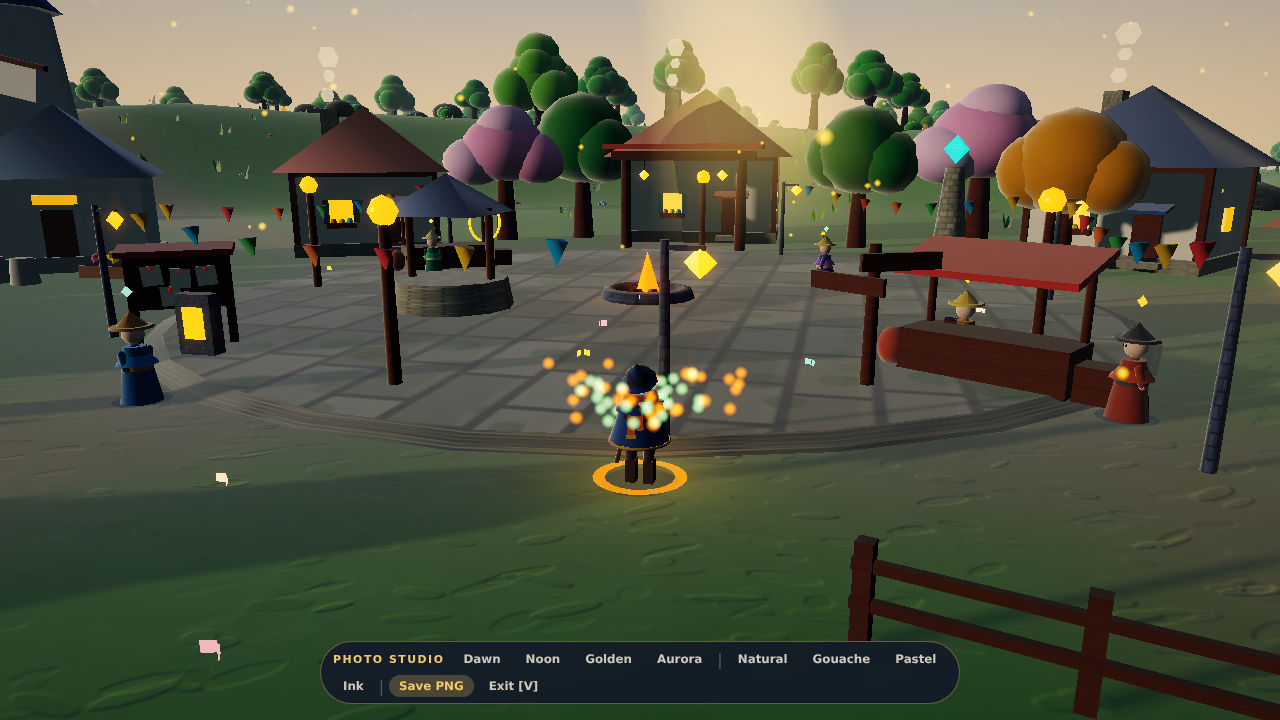 PHOTO STUDIO Dawn Noon Golden Aurora | Natural Gouache Pastel
Ink | Save PNG Exit [V]